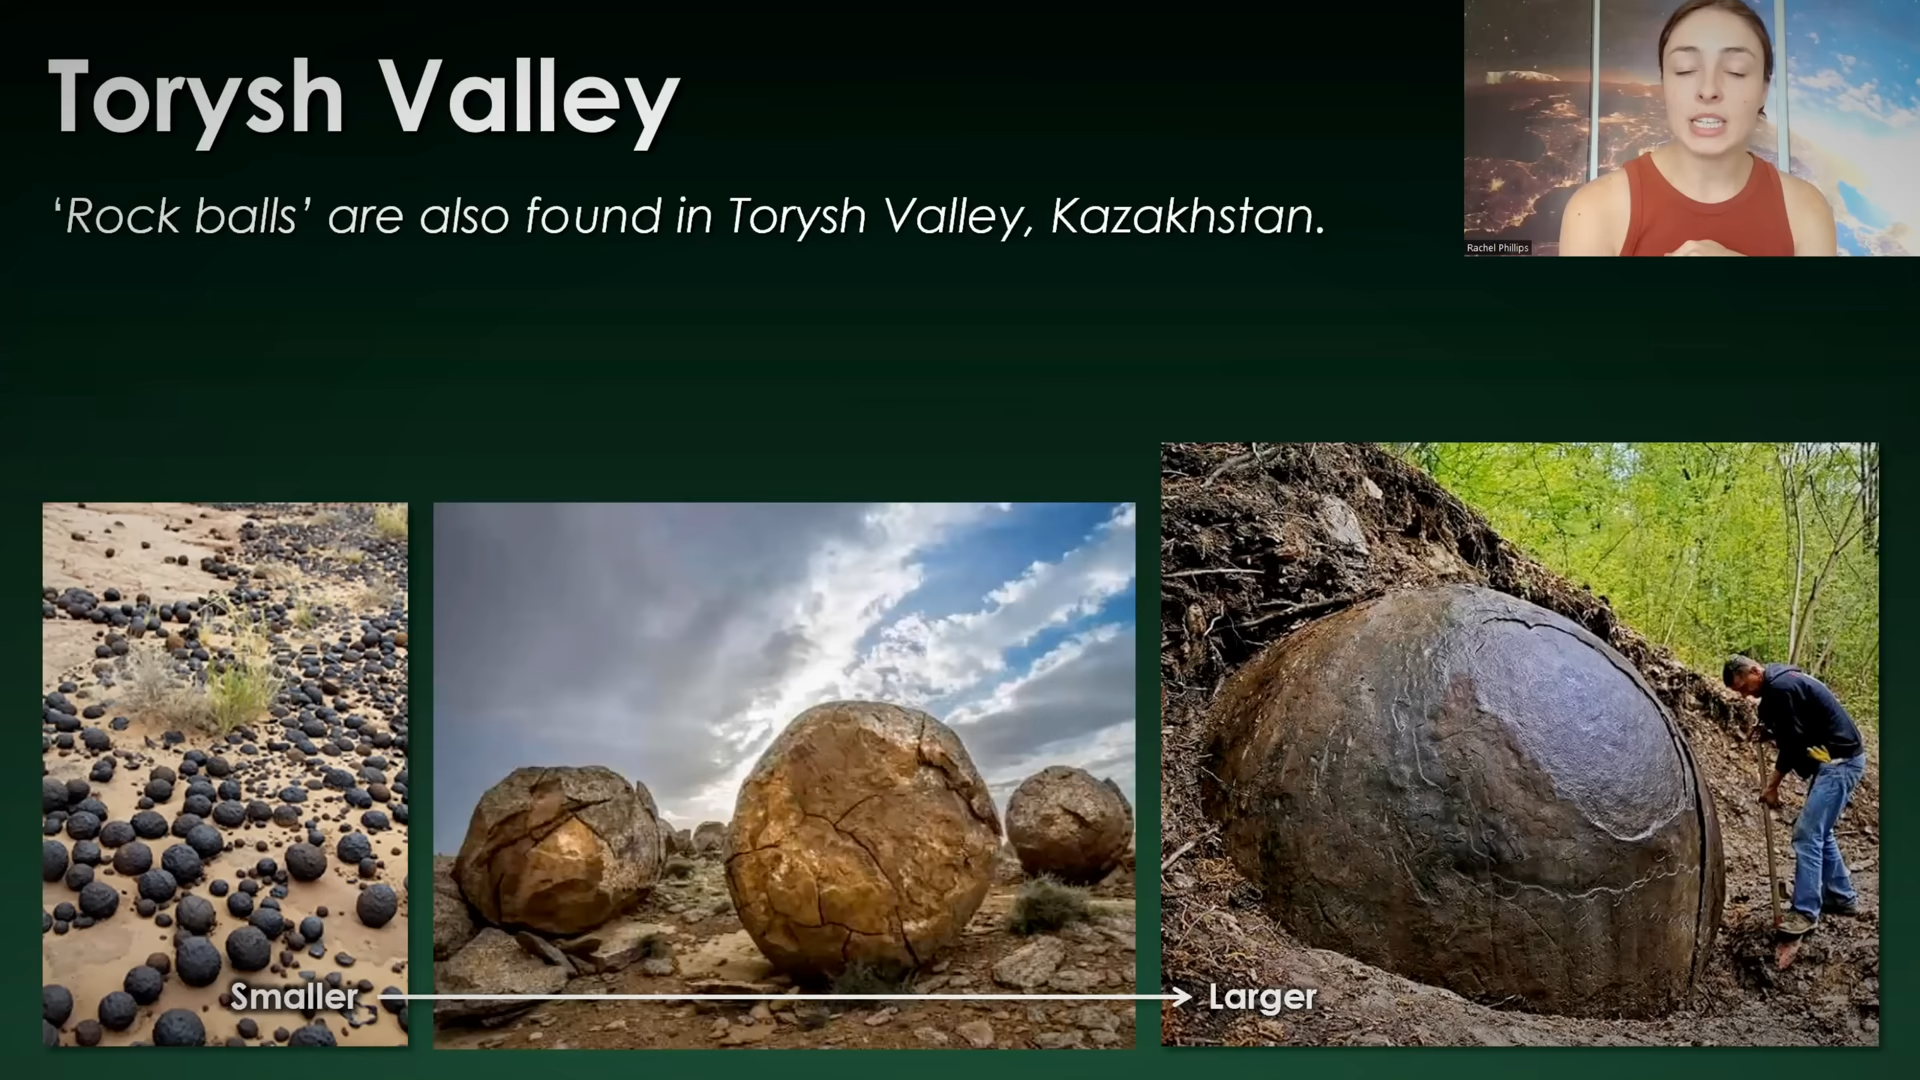 Torysh Valley
‘Rock balls’ are also found in Torysh Valley, Kazakhstan.
Rachel Phillips
Smaller
Larger